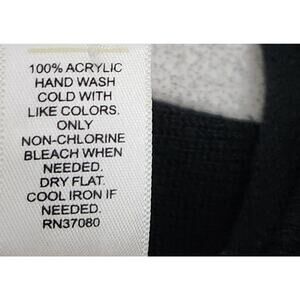 100% ACRYLIC
HAND WASH
COLD WITH
LIKE COLORS.
ONLY
NON-CHLORINE
BLEACH WHEN
NEEDED.
DRY FLAT.
COOL IRON IF
NEEDED.
RN37080